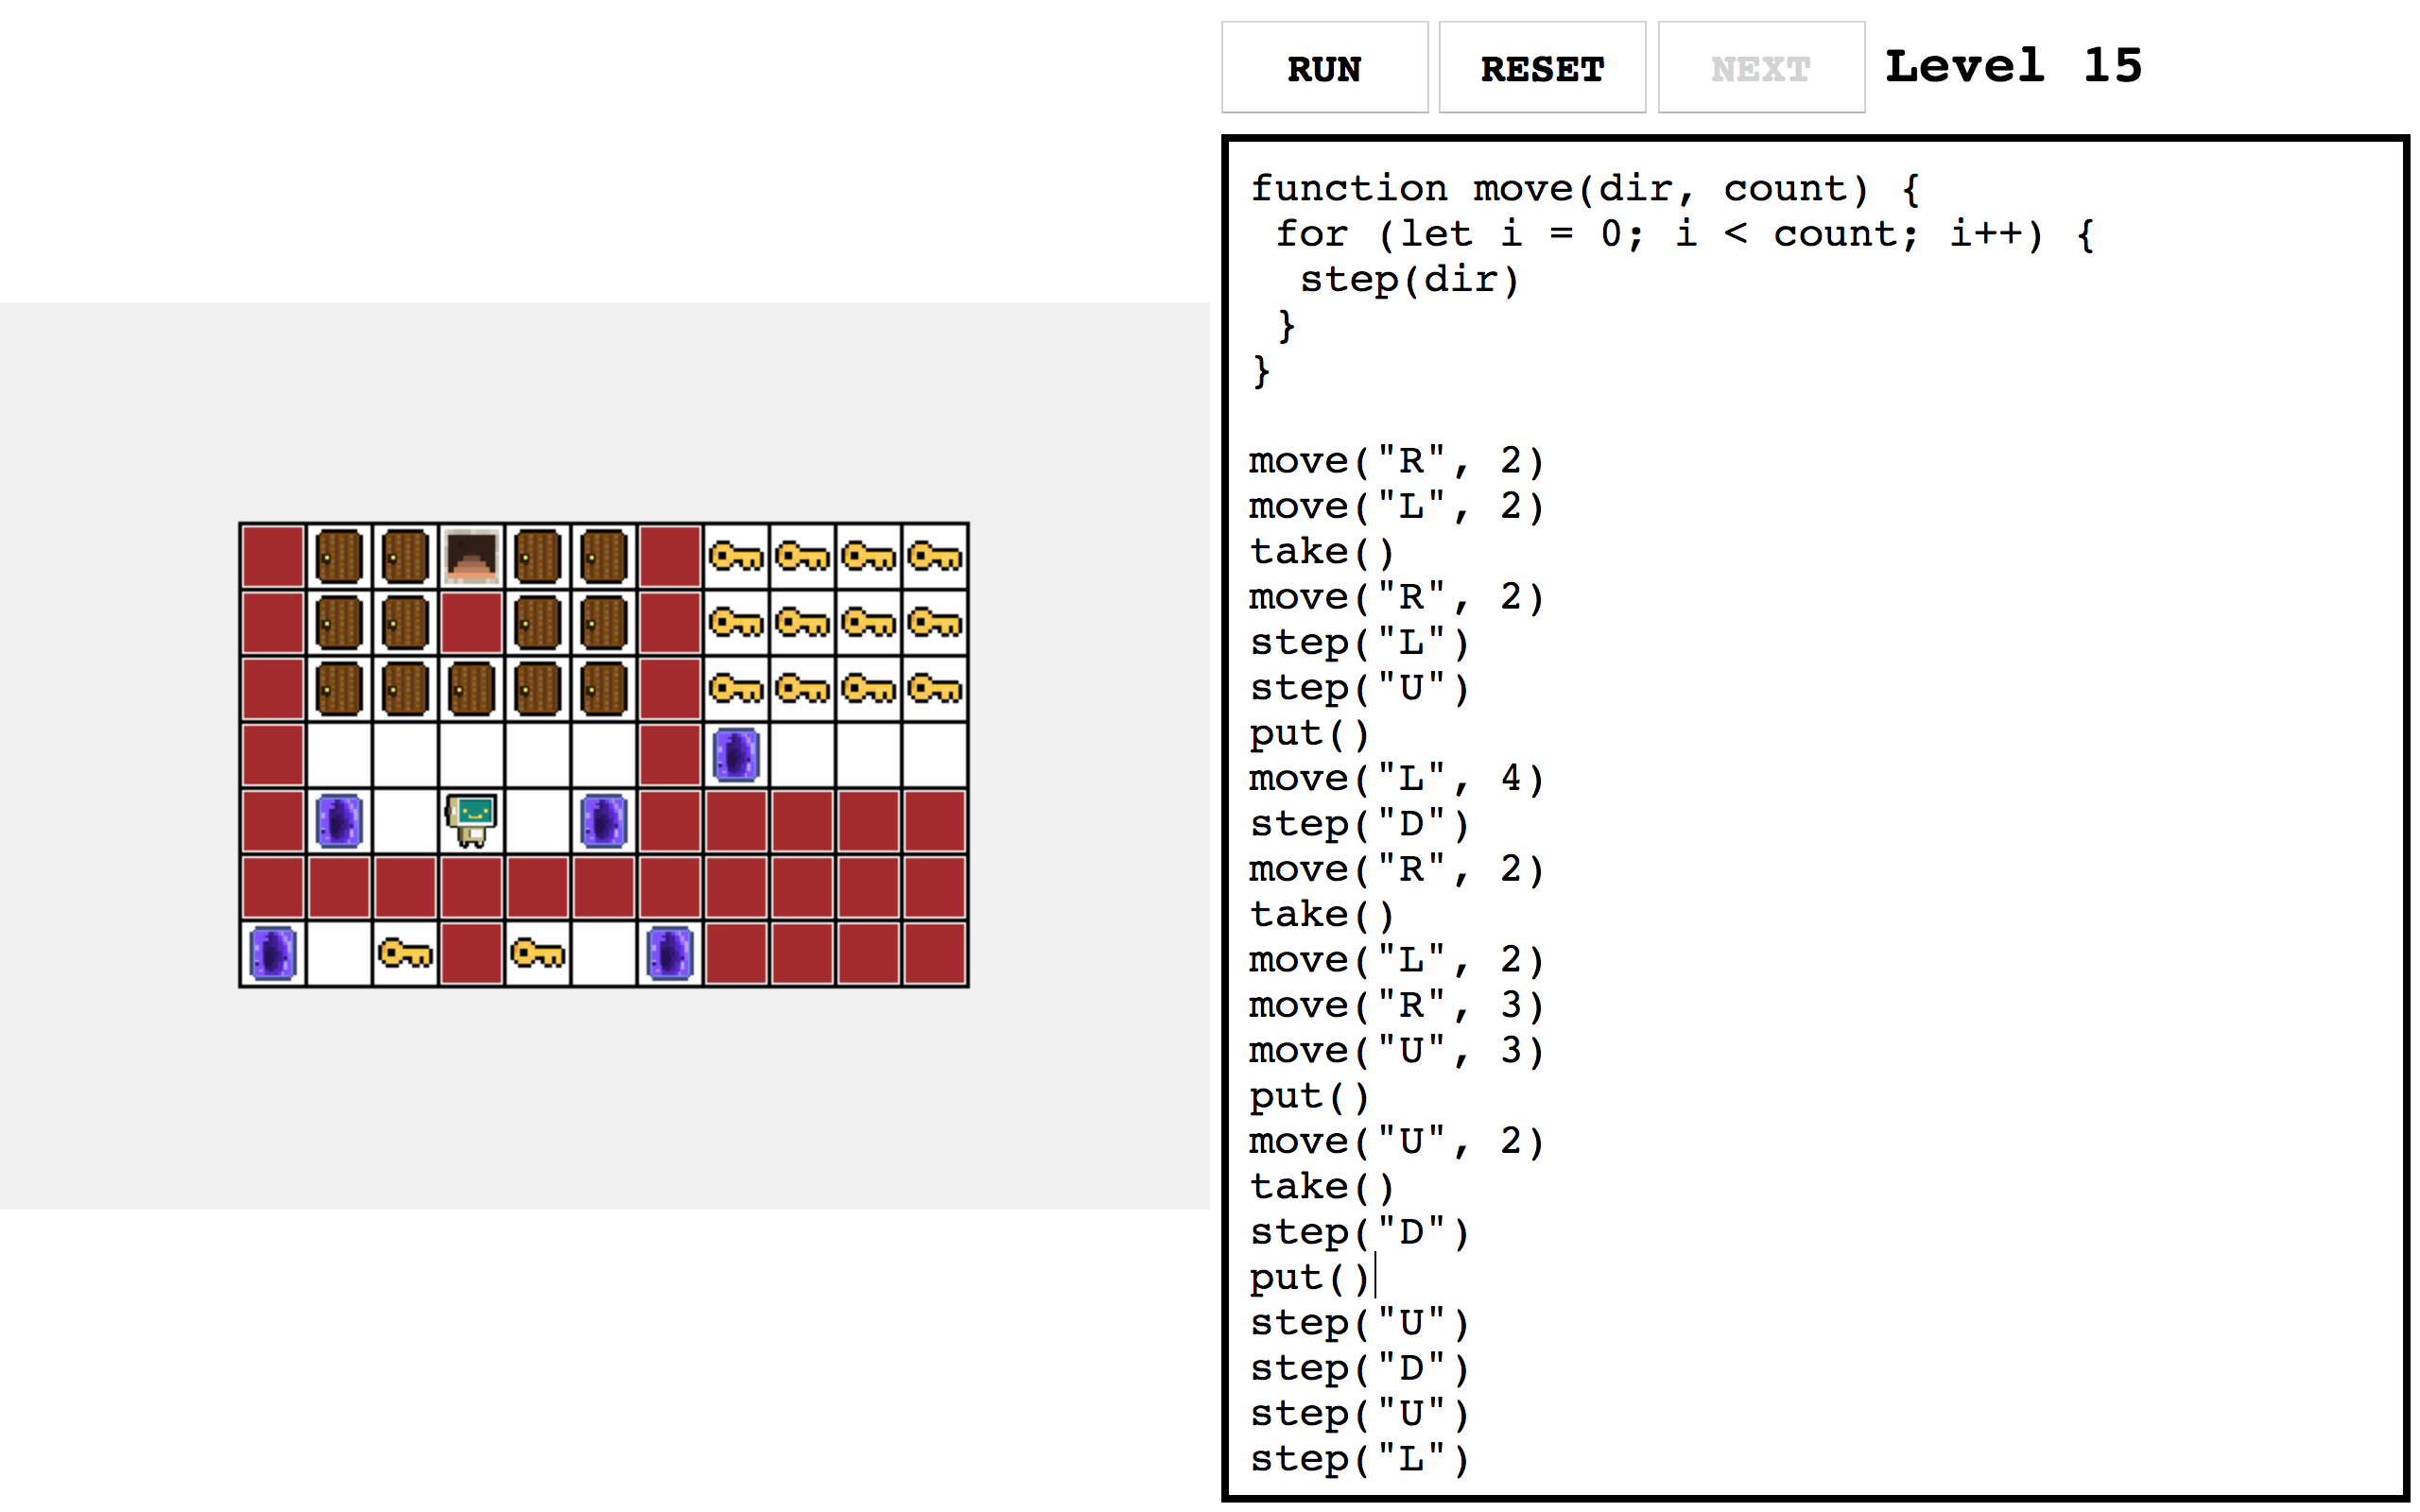 RUN RESET NEXT Level 15
function move(dir, count) {
 for (let i = 0; i < count; i++) {
  step(dir)
 }
}
move("R", 2)
move("L", 2)
take()
move("R", 2)
step("L")
step("U")
put()
move("L", 4)
step("D")
move("R", 2)
take()
move("L", 2)
move("R", 3)
move("U", 3)
put()
move("U", 2)
take()
step("D")
put()
step("U")
step("D")
step("U")
step("L")